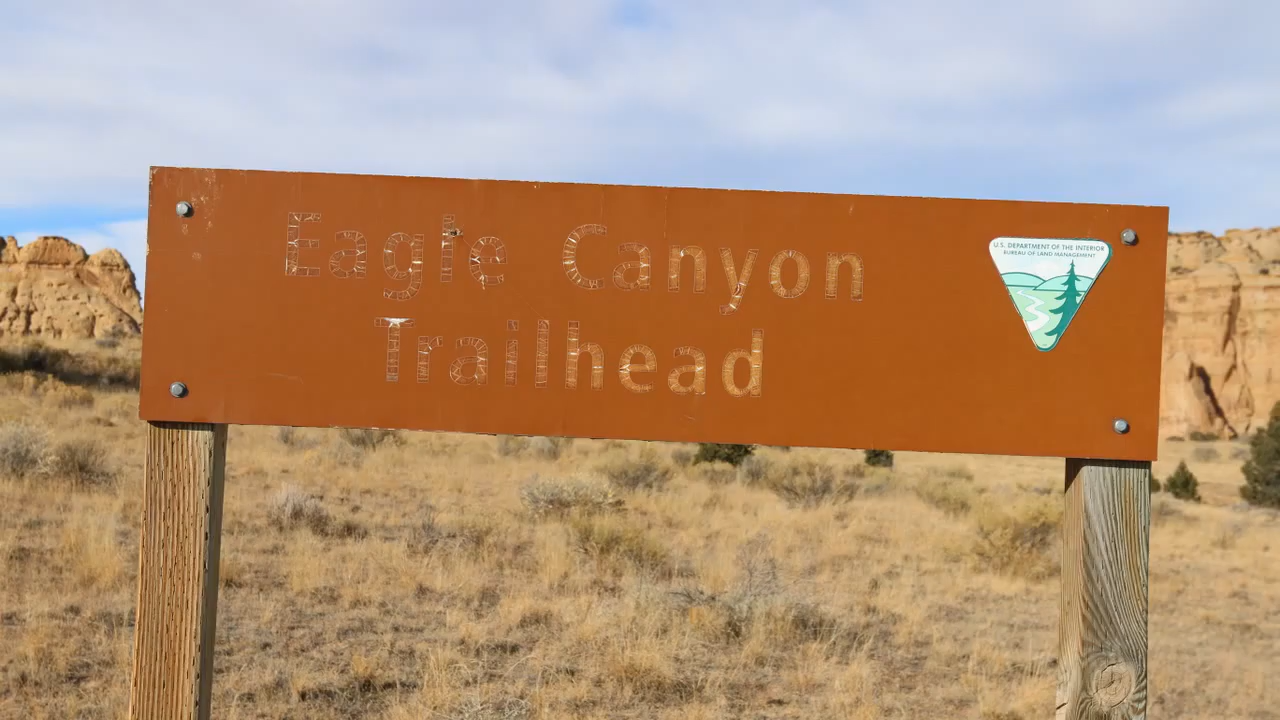 Eagle Canyon
Trailhead
U.S. DEPARTMENT OF THE INTERIOR
BUREAU OF LAND MANAGEMENT